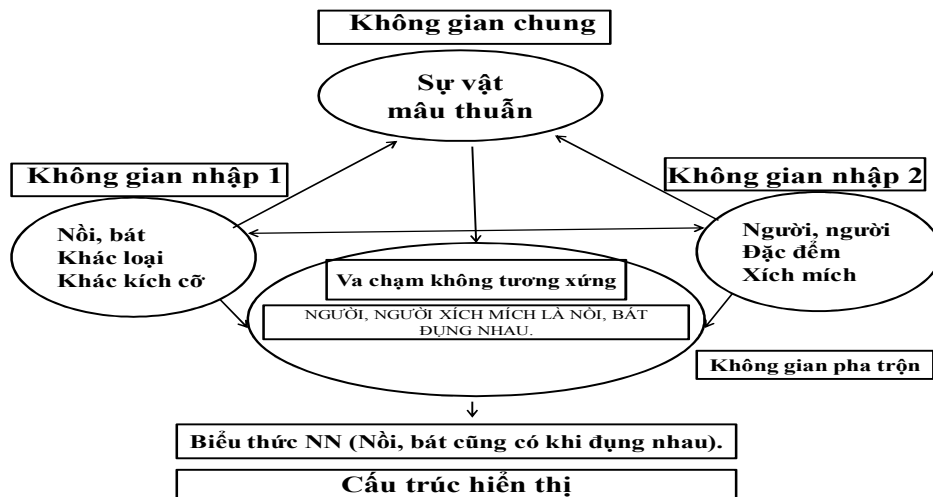 Không gian chung
Sự vật
mâu thuẫn
Không gian nhập 1
Không gian nhập 2
Nồi, bát
Khác loại
Khác kích cỡ
Người, người
Đặc đểm
Xích mích
Va chạm không tương xứng
NGƯỜI, NGƯỜI XÍCH MÍCH LÀ NỒI, BÁT
ĐỤNG NHAU.
Không gian pha trộn
Biểu thức NN (Nồi, bát cũng có khi đụng nhau).
Cấu trúc hiển thị